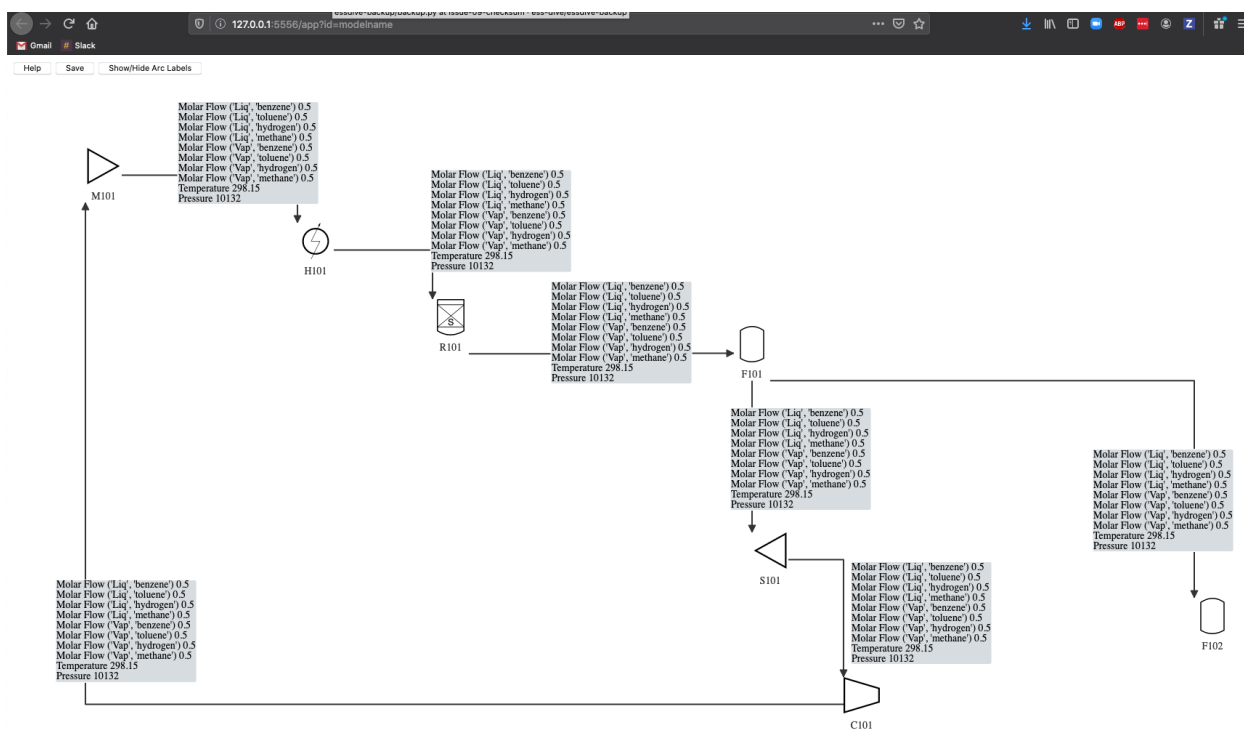 essdive-backup/backup.py at issue-09-checksum · ess-dive/essdive-backup
127.0.0.1:5556/app?id=modelname
ABP
Z
Gmail # Slack
Help Save Show/Hide Arc Labels
Molar Flow ('Liq', 'benzene') 0.5
Molar Flow ('Liq', 'toluene') 0.5
Molar Flow ('Liq', 'hydrogen') 0.5
Molar Flow ('Liq', 'methane') 0.5
Molar Flow ('Vap', 'benzene') 0.5
Molar Flow ('Vap', 'toluene') 0.5
Molar Flow ('Vap', 'hydrogen') 0.5
Molar Flow ('Vap', 'methane') 0.5
Temperature 298.15
Pressure 10132
M101
H101
Molar Flow ('Liq', 'benzene') 0.5
Molar Flow ('Liq', 'toluene') 0.5
Molar Flow ('Liq', 'hydrogen') 0.5
Molar Flow ('Liq', 'methane') 0.5
Molar Flow ('Vap', 'benzene') 0.5
Molar Flow ('Vap', 'toluene') 0.5
Molar Flow ('Vap', 'hydrogen') 0.5
Molar Flow ('Vap', 'methane') 0.5
Temperature 298.15
Pressure 10132
S
R101
Molar Flow ('Liq', 'benzene') 0.5
Molar Flow ('Liq', 'toluene') 0.5
Molar Flow ('Liq', 'hydrogen') 0.5
Molar Flow ('Liq', 'methane') 0.5
Molar Flow ('Vap', 'benzene') 0.5
Molar Flow ('Vap', 'toluene') 0.5
Molar Flow ('Vap', 'hydrogen') 0.5
Molar Flow ('Vap', 'methane') 0.5
Temperature 298.15
Pressure 10132
F101
Molar Flow ('Liq', 'benzene') 0.5
Molar Flow ('Liq', 'toluene') 0.5
Molar Flow ('Liq', 'hydrogen') 0.5
Molar Flow ('Liq', 'methane') 0.5
Molar Flow ('Vap', 'benzene') 0.5
Molar Flow ('Vap', 'toluene') 0.5
Molar Flow ('Vap', 'hydrogen') 0.5
Molar Flow ('Vap', 'methane') 0.5
Temperature 298.15
Pressure 10132
Molar Flow ('Liq', 'benzene') 0.5
Molar Flow ('Liq', 'toluene') 0.5
Molar Flow ('Liq', 'hydrogen') 0.5
Molar Flow ('Liq', 'methane') 0.5
Molar Flow ('Vap', 'benzene') 0.5
Molar Flow ('Vap', 'toluene') 0.5
Molar Flow ('Vap', 'hydrogen') 0.5
Molar Flow ('Vap', 'methane') 0.5
Temperature 298.15
Pressure 10132
S101
Molar Flow ('Liq', 'benzene') 0.5
Molar Flow ('Liq', 'toluene') 0.5
Molar Flow ('Liq', 'hydrogen') 0.5
Molar Flow ('Liq', 'methane') 0.5
Molar Flow ('Vap', 'benzene') 0.5
Molar Flow ('Vap', 'toluene') 0.5
Molar Flow ('Vap', 'hydrogen') 0.5
Molar Flow ('Vap', 'methane') 0.5
Temperature 298.15
Pressure 10132
F102
Molar Flow ('Liq', 'benzene') 0.5
Molar Flow ('Liq', 'toluene') 0.5
Molar Flow ('Liq', 'hydrogen') 0.5
Molar Flow ('Liq', 'methane') 0.5
Molar Flow ('Vap', 'benzene') 0.5
Molar Flow ('Vap', 'toluene') 0.5
Molar Flow ('Vap', 'hydrogen') 0.5
Molar Flow ('Vap', 'methane') 0.5
Temperature 298.15
Pressure 10132
C101